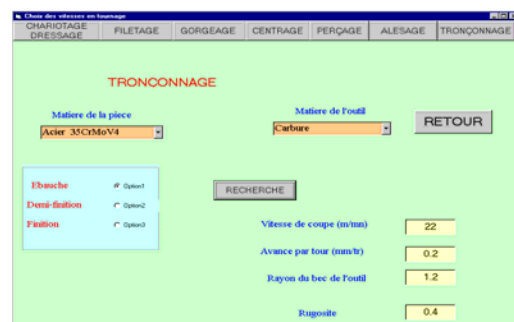 Choix des vitesses en tournage
CHARIOTAGE DRESSAGE FILETAGE GORGEAGE CENTRAGE PERÇAGE ALESAGE TRONÇONNAGE
TRONCONNAGE
Matiere de la piece Matiere de l'outil
Acier 35CrMoV4 Carbure RETOUR
Ebauche Option1
RECHERCHE
Demi-finition Option2
Finition Option3
Vitesse de coupe (m/mn) 22
Avance par tour (mm/tr) 0.2
Rayon du bec de l'outil 1.2
Rugosite 0.4